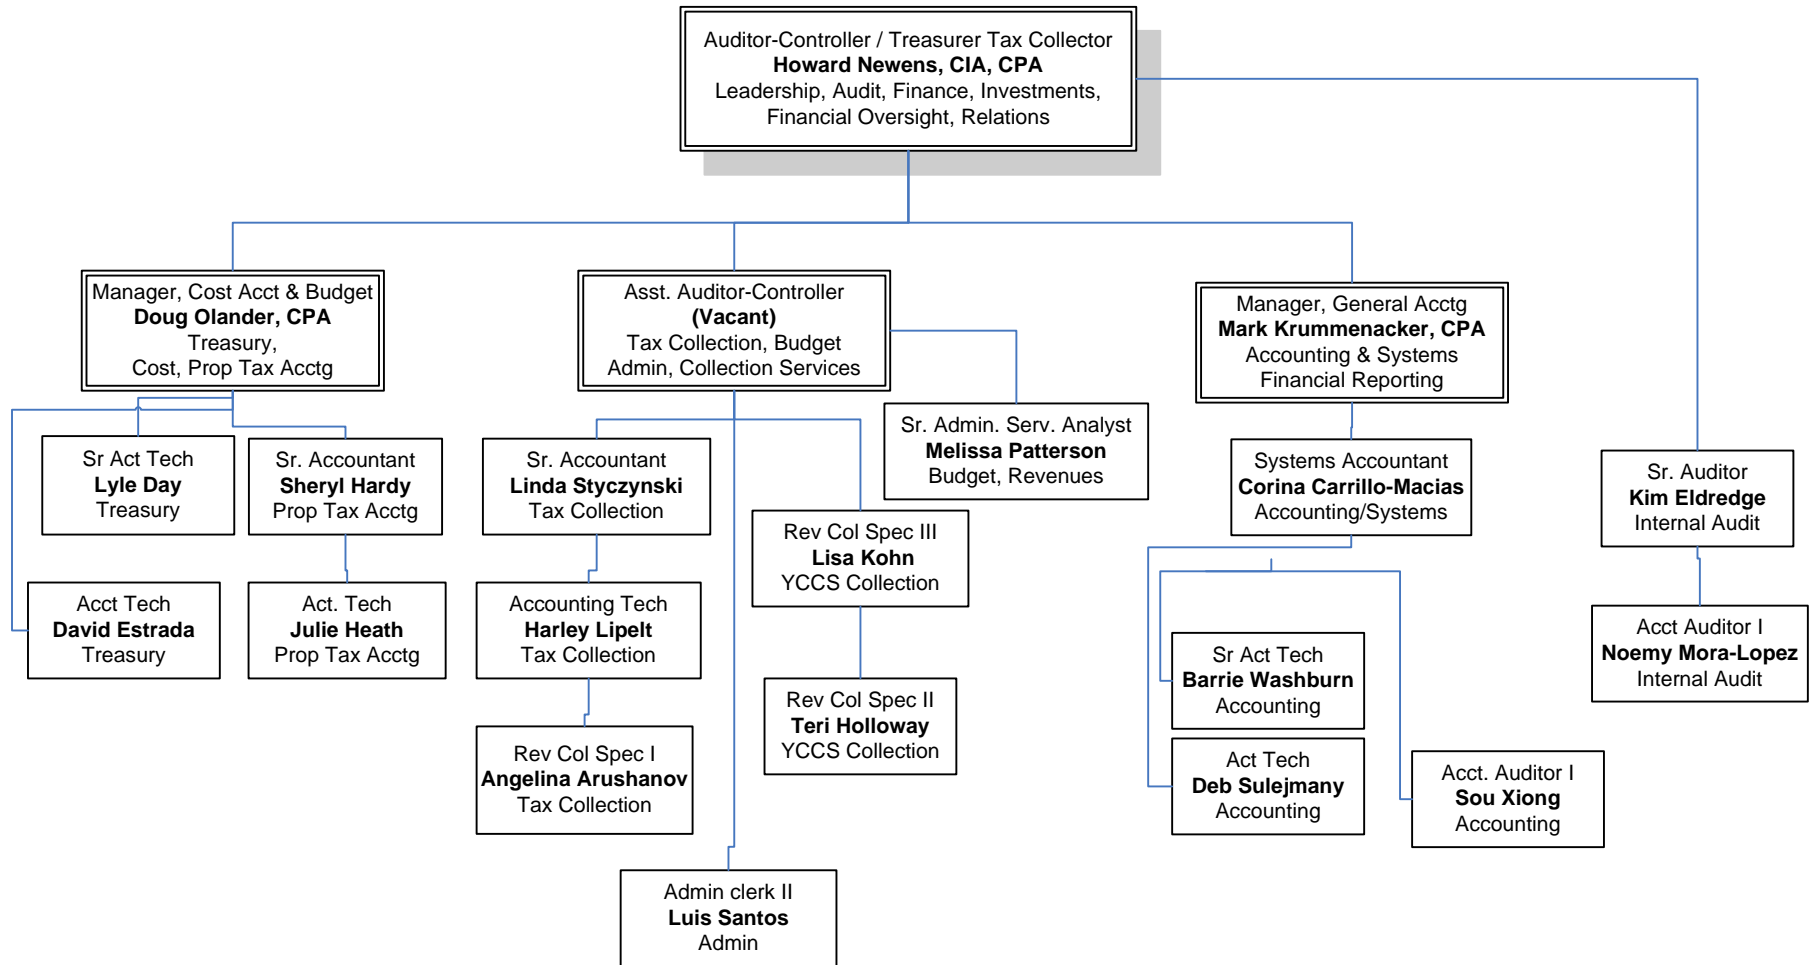 Auditor-Controller / Treasurer Tax Collector
Howard Newens, CIA, CPA
Leadership, Audit, Finance, Investments,
Financial Oversight, Relations
Manager, Cost Acct & Budget
Doug Olander, CPA
Treasury,
Cost, Prop Tax Acctg
Asst. Auditor-Controller
(Vacant)
Tax Collection, Budget
Admin, Collection Services
Manager, General Acctg
Mark Krummenacker, CPA
Accounting & Systems
Financial Reporting
Sr. Admin. Serv. Analyst
Melissa Patterson
Budget, Revenues
Sr Act Tech
Lyle Day
Treasury
Sr. Accountant
Sheryl Hardy
Prop Tax Acctg
Sr. Accountant
Linda Styczynski
Tax Collection
Systems Accountant
Corina Carrillo-Macias
Accounting/Systems
Sr. Auditor
Kim Eldredge
Internal Audit
Rev Col Spec III
Lisa Kohn
YCCS Collection
Acct Tech
David Estrada
Treasury
Act. Tech
Julie Heath
Prop Tax Acctg
Accounting Tech
Harley Lipelt
Tax Collection
Acct Auditor I
Noemy Mora-Lopez
Internal Audit
Sr Act Tech
Barrie Washburn
Accounting
Rev Col Spec II
Teri Holloway
YCCS Collection
Rev Col Spec I
Angelina Arushanov
Tax Collection
Act Tech
Deb Sulejmany
Accounting
Acct. Auditor I
Sou Xiong
Accounting
Admin clerk II
Luis Santos
Admin